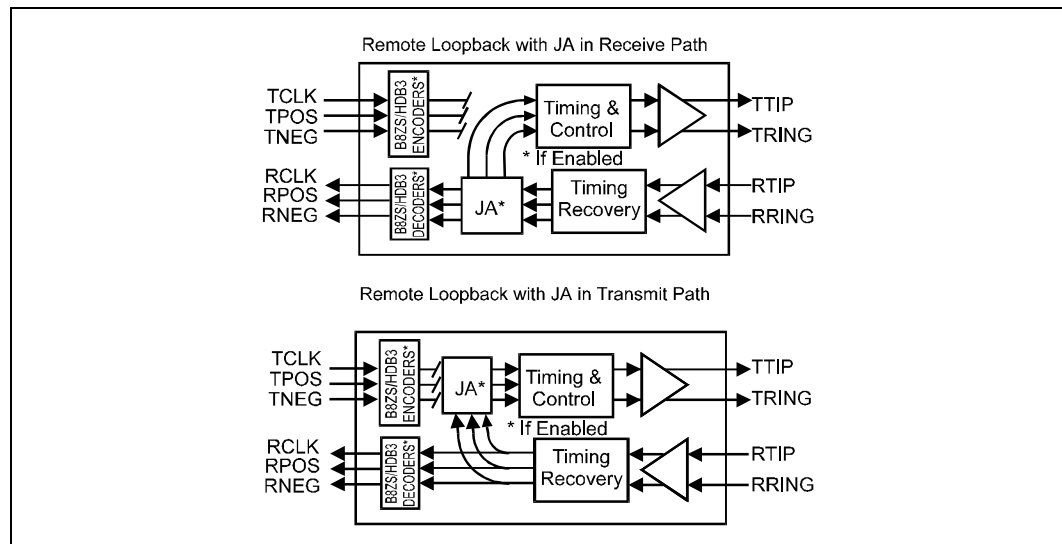 Remote Loopback with JA in Receive Path
TCLK
TPOS
TNEG
B8ZS/HDB3
ENCODERS*
Timing &
Control
TTIP
TRING
* If Enabled
RCLK
RPOS
RNEG
B8ZS/HDB3
DECODERS*
JA*
Timing
Recovery
RTIP
RRING
Remote Loopback with JA in Transmit Path
TCLK
TPOS
TNEG
B8ZS/HDB3
ENCODERS*
JA*
Timing &
Control
TTIP
TRING
* If Enabled
RCLK
RPOS
RNEG
B8ZS/HDB3
DECODERS*
Timing
Recovery
RTIP
RRING